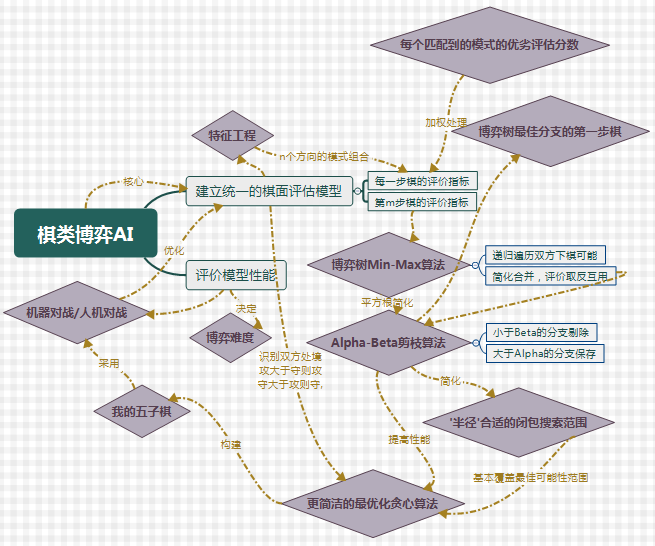 每个匹配到的模式的优劣评估分数
加权处理
特征工程
博弈树最佳分支的第一步棋
n个方向的模式组合
核心
建立统一的棋面评估模型
每一步棋的评价指标
第m步棋的评价指标
棋类博弈AI
优化
评价模型性能
博弈树Min-Max算法
递归遍历双方下棋可能
简化合并，评价取反互用
机器对战/人机对战
决定
平方根简化
博弈难度
Alpha-Beta剪枝算法
小于Beta的分支剔除
大于Alpha的分支保存
识别双方处境
攻大于守则攻
守大于攻则守,
采用
简化
我的五子棋
'半径'合适的闭包搜索范围
提高性能
构建
基本覆盖最佳可能性范围
更简洁的最优化贪心算法